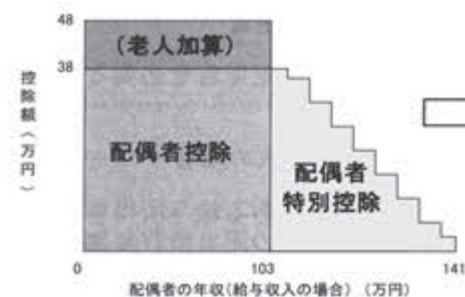 48
(老人加算)
38
控除額(万円)
配偶者控除
配偶者
特別控除
0
103
141
配偶者の年収(給与収入の場合)(万円)